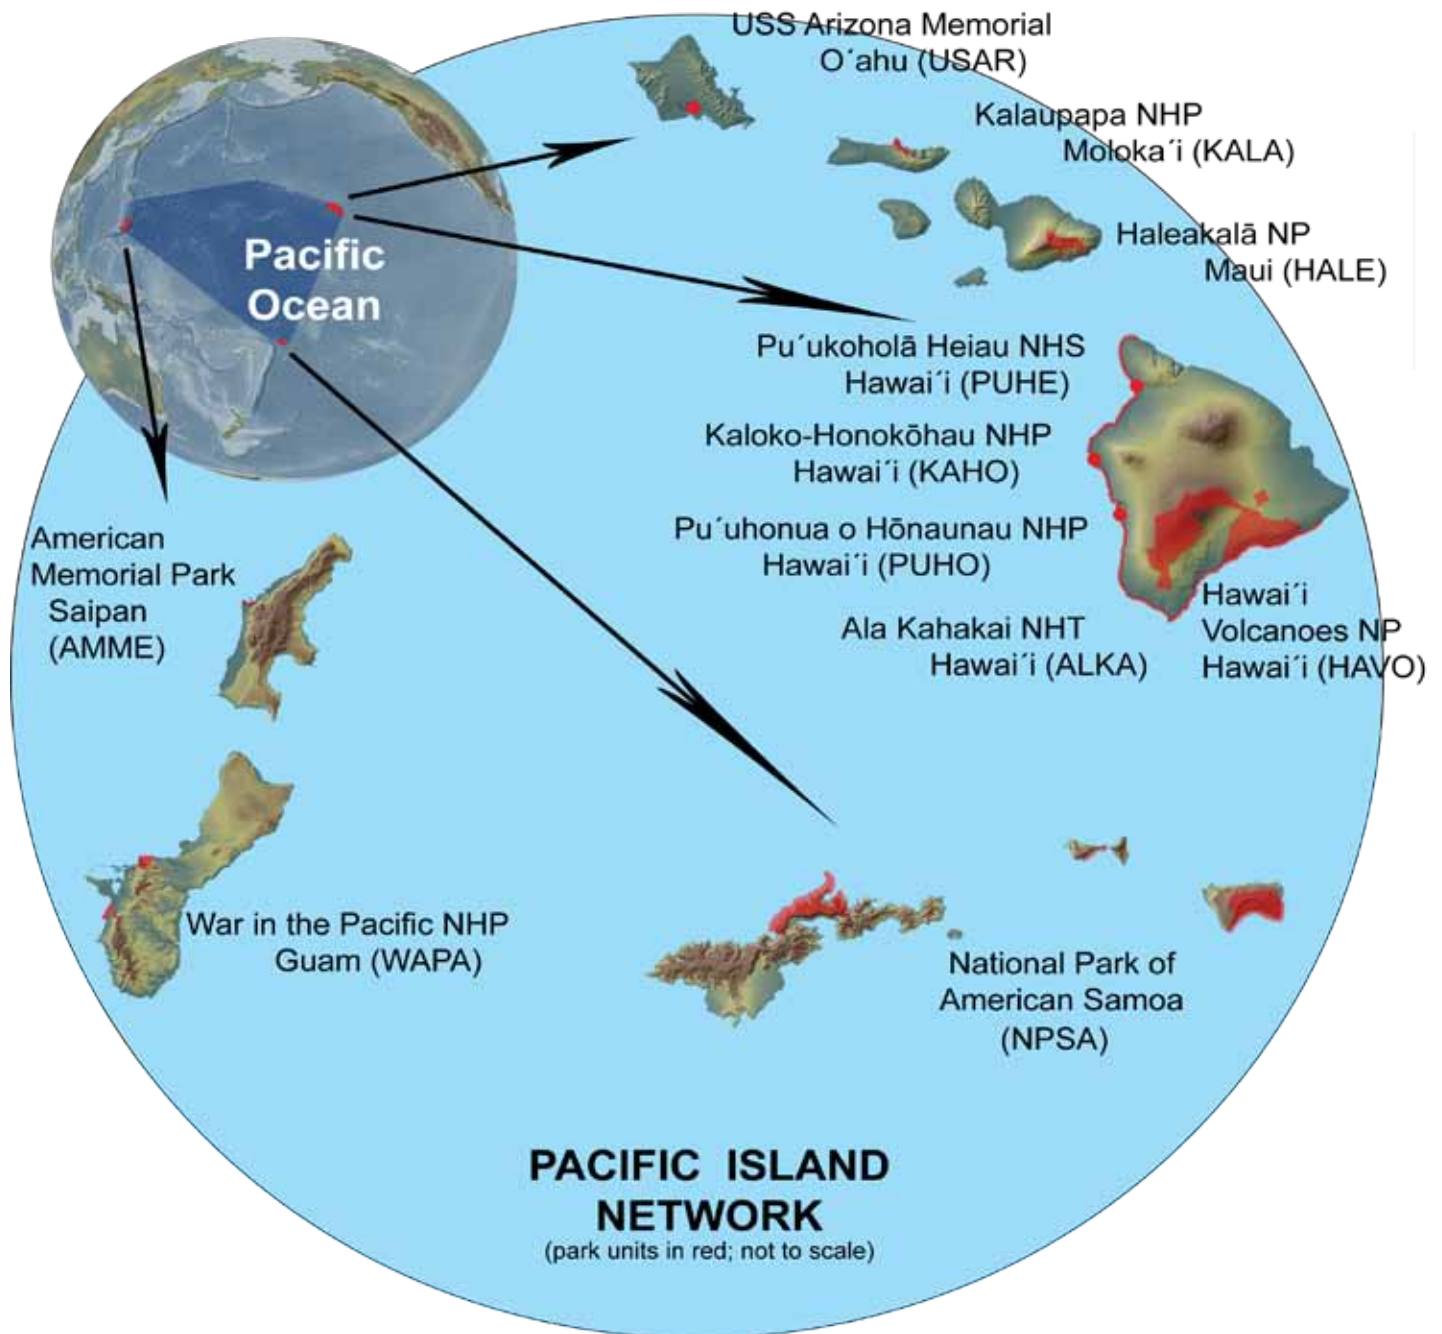 USS Arizona Memorial
O´ahu (USAR)
Kalaupapa NHP
Moloka´i (KALA)
Haleakalā NP
Maui (HALE)
Pacific
Ocean
Pu´ukoholā Heiau NHS
Hawai´i (PUHE)
Kaloko-Honokōhau NHP
Hawai´i (KAHO)
Pu´uhonua o Hōnaunau NHP
Hawai´i (PUHO)
Ala Kahakai NHT
Hawai´i (ALKA)
Hawai´i
Volcanoes NP
Hawai´i (HAVO)
American
Memorial Park
Saipan
(AMME)
War in the Pacific NHP
Guam (WAPA)
National Park of
American Samoa
(NPSA)
PACIFIC ISLAND
NETWORK
(park units in red; not to scale)